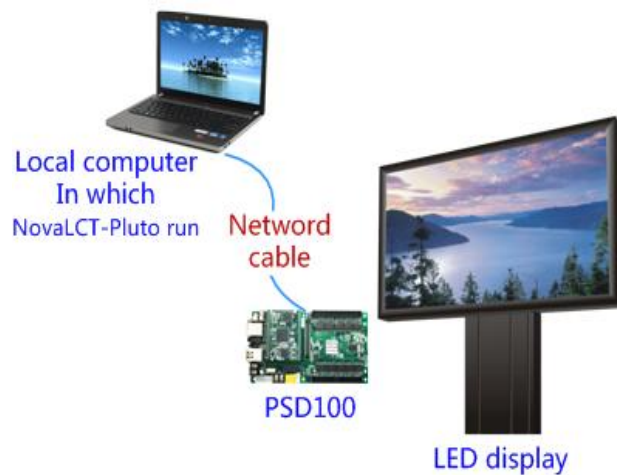 Local computer
In which
NovaLCT-Pluto run
Netword
cable
PSD100
LED display